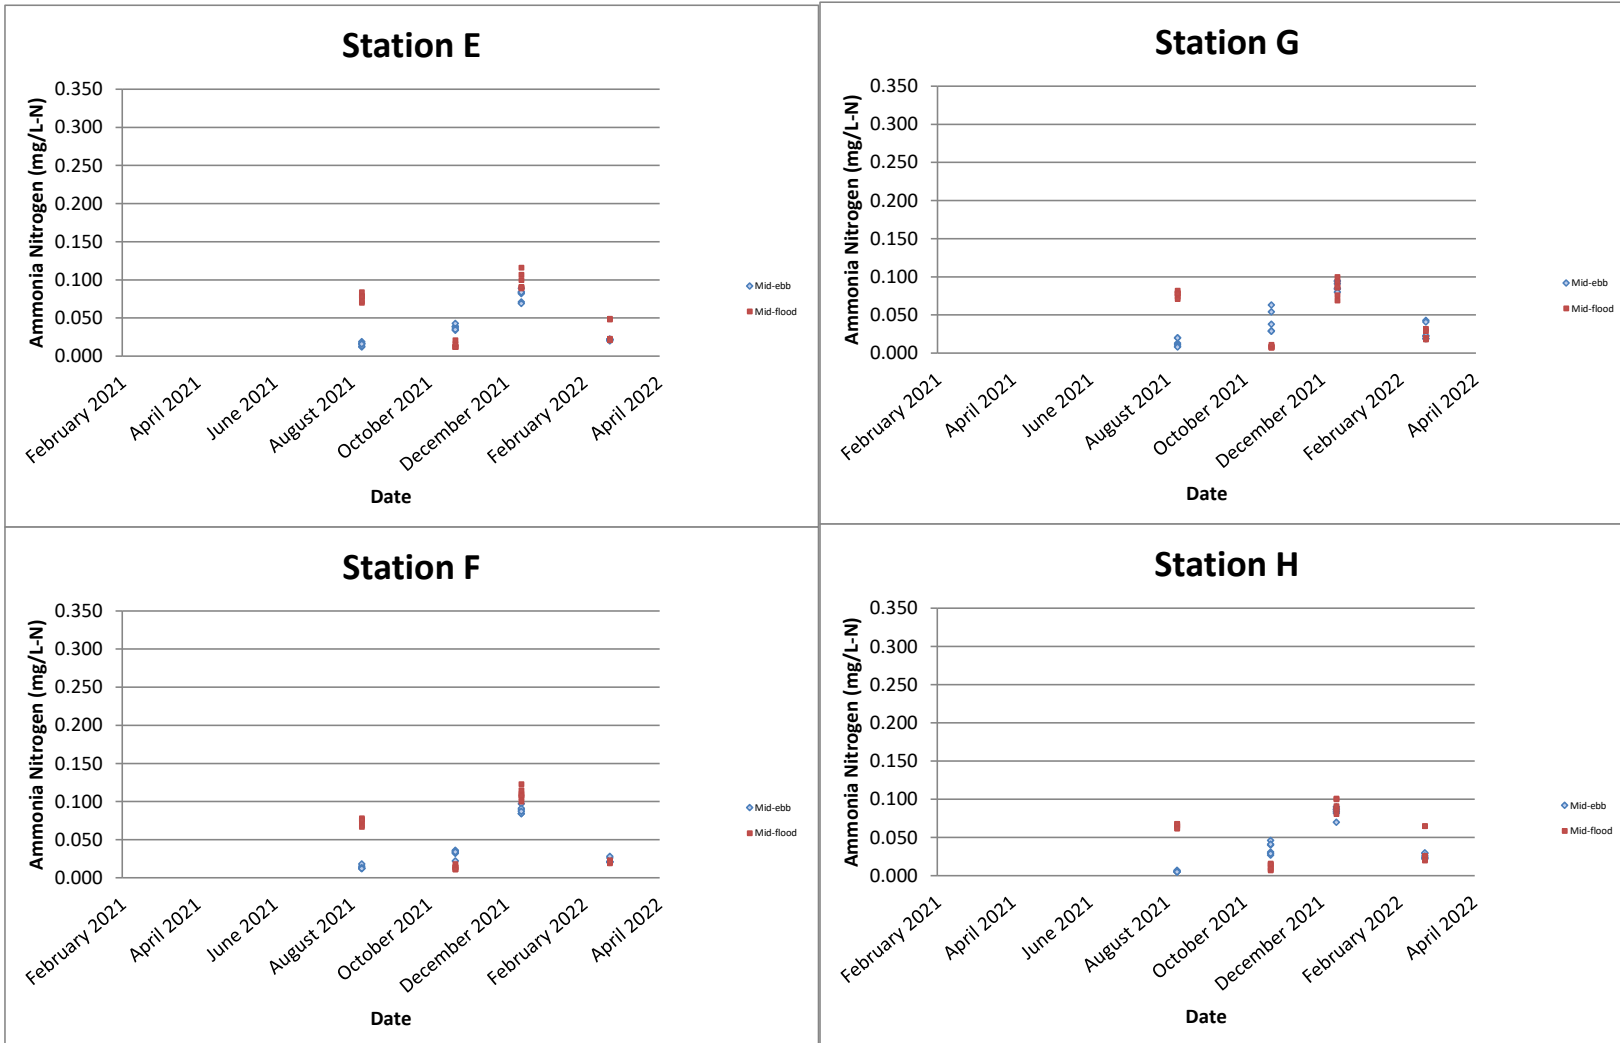 Station E
Ammonia Nitrogen (mg/L-N)
0.350
0.300
0.250
0.200
0.150
0.100
0.050
0.000
February 2021
April 2021
June 2021
August 2021
October 2021
December 2021
February 2022
April 2022
Date
Mid-ebb
Mid-flood
Station G
Ammonia Nitrogen (mg/L-N)
0.350
0.300
0.250
0.200
0.150
0.100
0.050
0.000
February 2021
April 2021
June 2021
August 2021
October 2021
December 2021
February 2022
April 2022
Date
Mid-ebb
Mid-flood
Station F
Ammonia Nitrogen (mg/L-N)
0.350
0.300
0.250
0.200
0.150
0.100
0.050
0.000
February 2021
April 2021
June 2021
August 2021
October 2021
December 2021
February 2022
April 2022
Date
Mid-ebb
Mid-flood
Station H
Ammonia Nitrogen (mg/L-N)
0.350
0.300
0.250
0.200
0.150
0.100
0.050
0.000
February 2021
April 2021
June 2021
August 2021
October 2021
December 2021
February 2022
April 2022
Date
Mid-ebb
Mid-flood